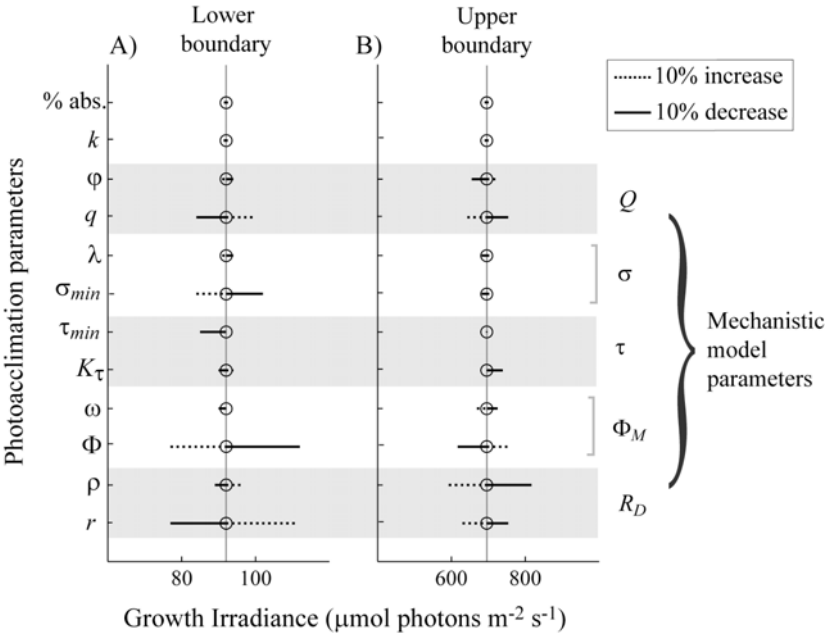 Lower
boundary
Upper
boundary
A)
B)
10% increase
10% decrease
Photoacclimation parameters
% abs.
k
φ
q
λ
σmin
τmin
Kτ
ω
Φ
ρ
r
Q
σ
τ
ΦM
RD
Mechanistic
model
parameters
80 100
600 800
Growth Irradiance (μmol photons m-2 s-1)